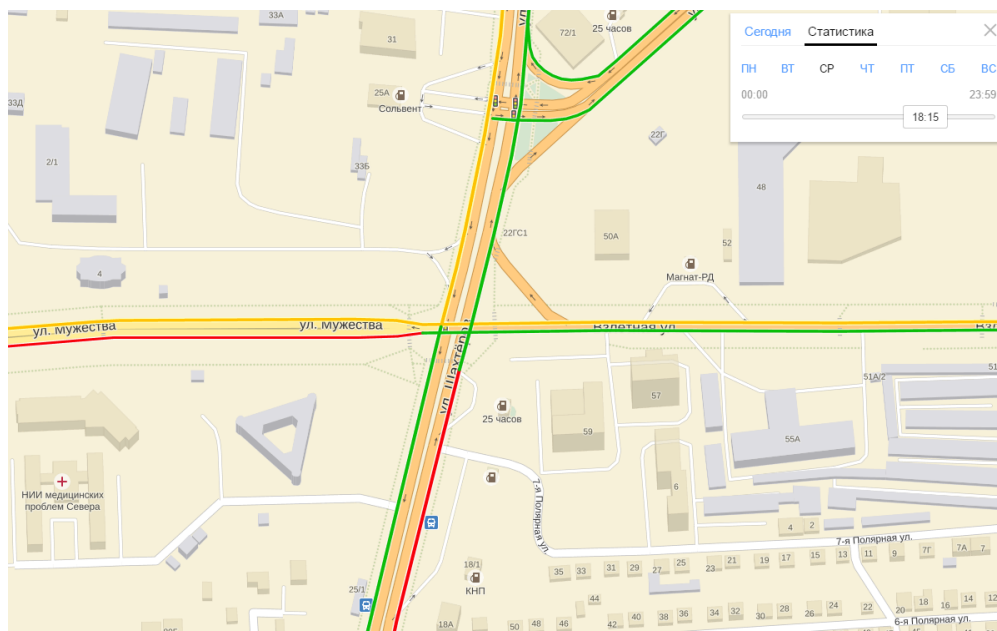 33А
31
72/1
25 часов
Сегодня Статистика
ПН ВТ СР ЧТ ПТ СБ ВС
00:00 23:59
18:15
25А
Сольвент
33Д
2/1
33Б
22Г
48
22ГС1
50А
52
4
Магнат-РД
ул. Мужества
ул. Мужества
Взлетная ул.
ул. Шахтёров
51А/2
57
25 часов
59
55А
НИИ медицинских
проблем Севера
6
7-я Полярная ул.
4 2
7-я Полярная ул.
18/1
КНП
25/1
18А
35 33 31 29 27 25 23 21 19 17 15 13 11 9 7Г 7А 7
44
50 48 46 42 40 38 36 34 32 30 28 26 24 22 20 18 16 14 12
6-я Полярная ул.